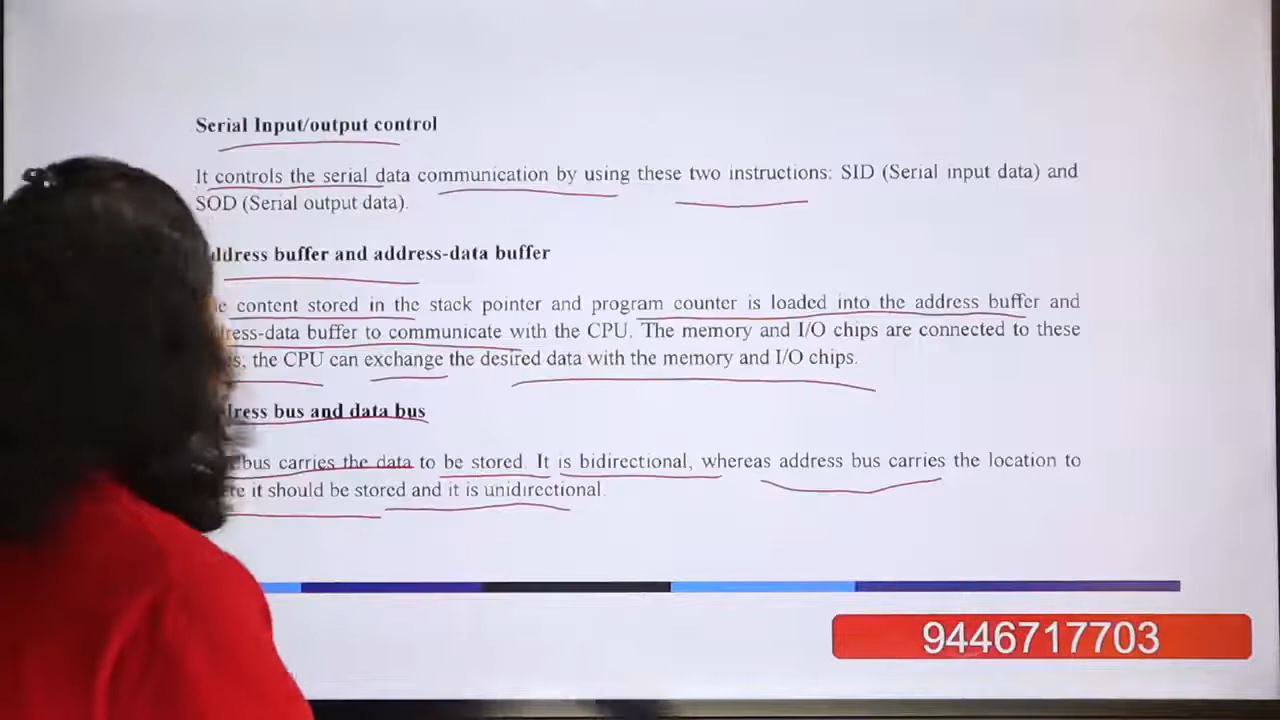 Serial Input/output control
It controls the serial data communication by using these two instructions: SID (Serial input data) and
SOD (Serial output data).
buffer and address-data buffer
content stored in the stack pointer and program counter is loaded into the address buffer and
buffer to communicate with the CPU. The memory and I/O chips are connected to these
the CPU can exchange the desired data with the memory and I/O chips.
bus and data bus
bus carries the data to be stored. It is bidirectional, whereas address bus carries the location to
it should be stored and it is unidirectional.
9446717703